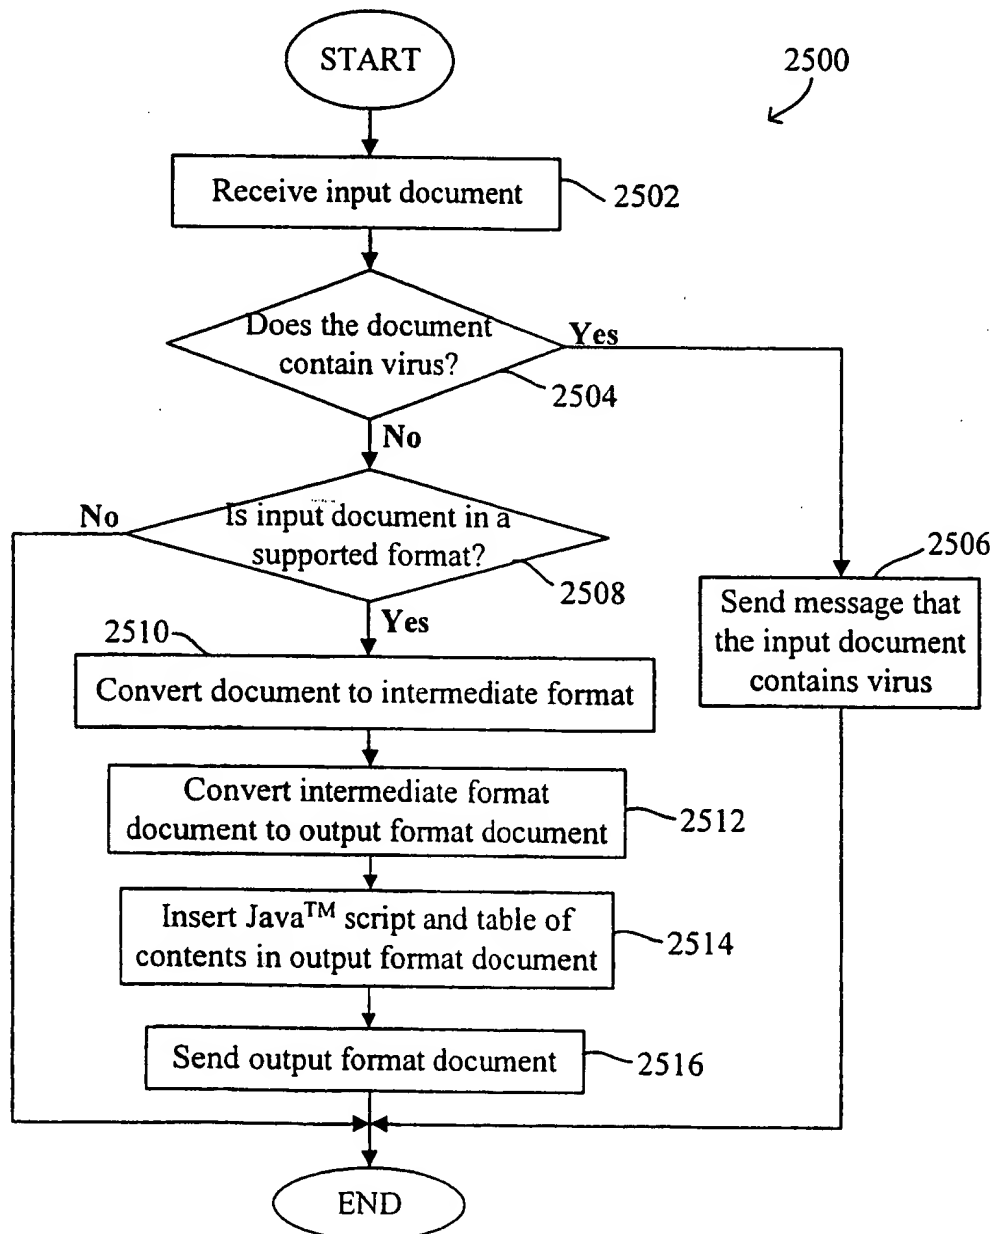 START
2500
Receive input document
2502
Does the document
contain virus?
Yes
2504
No
No
Is input document in a
supported format?
2508
2506
Send message that
the input document
contains virus
Yes
2510
Convert document to intermediate format
Convert intermediate format
document to output format document
2512
Insert Java™ script and table of
contents in output format document
2514
Send output format document
2516
END